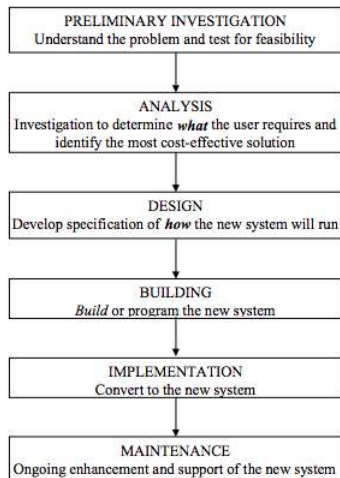 PRELIMINARY INVESTIGATION
Understand the problem and test for feasibility
ANALYSIS
Investigation to determine what the user requires and
identify the most cost-effective solution
DESIGN
Develop specification of how the new system will run
BUILDING
Build or program the new system
IMPLEMENTATION
Convert to the new system
MAINTENANCE
Ongoing enhancement and support of the new system